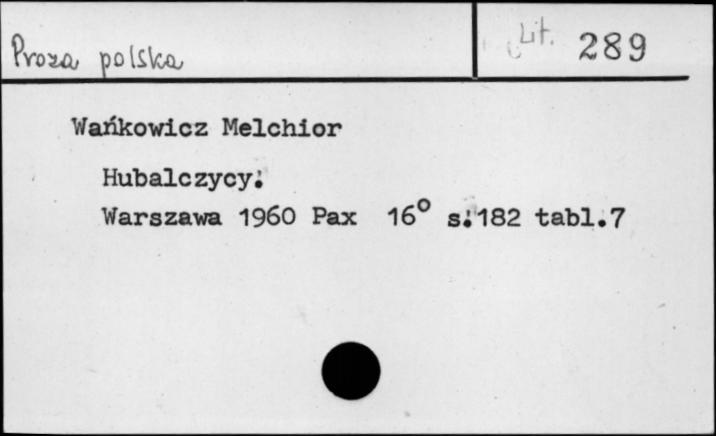 Proza polska
Lit. 289
Wańkowicz Melchior
Hubalczycy.
Warszawa 1960 Pax 16° s.182 tabl.7